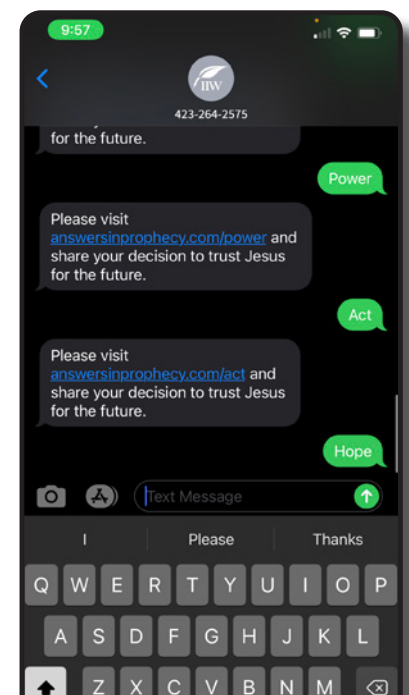 9:57
IIW
423-264-2575
for the future.
Power
Please visit
answersinprophecy.com/power and
share your decision to trust Jesus
for the future.
Act
Please visit
answersinprophecy.com/act and
share your decision to trust Jesus
for the future.
Hope
Text Message
I Please Thanks
Q W E R T Y U I O P
A S D F G H J K L
Z X C V B N M